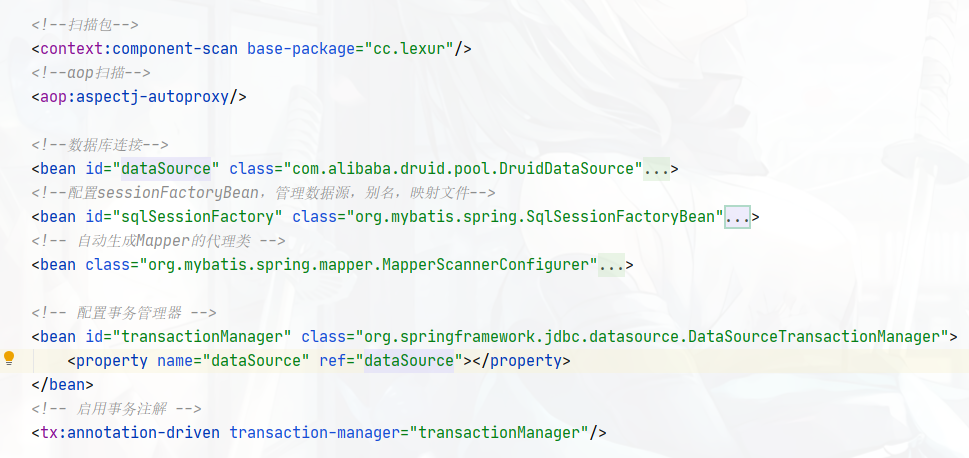 <!--扫描包-->
<context:component-scan base-package="cc.lexur"/>
<!--aop扫描-->
<aop:aspectj-autoproxy/>
<!--数据库连接-->
<bean id="dataSource" class="com.alibaba.druid.pool.DruidDataSource"...>
<!--配置sessionFactoryBean，管理数据源，别名，映射文件-->
<bean id="sqlSessionFactory" class="org.mybatis.spring.SqlSessionFactoryBean"...>
<!-- 自动生成Mapper的代理类 -->
<bean class="org.mybatis.spring.mapper.MapperScannerConfigurer"...>
<!-- 配置事务管理器 -->
<bean id="transactionManager" class="org.springframework.jdbc.datasource.DataSourceTransactionManager">
<property name="dataSource" ref="dataSource"></property>
</bean>
<!-- 启用事务注解 -->
<tx:annotation-driven transaction-manager="transactionManager"/>